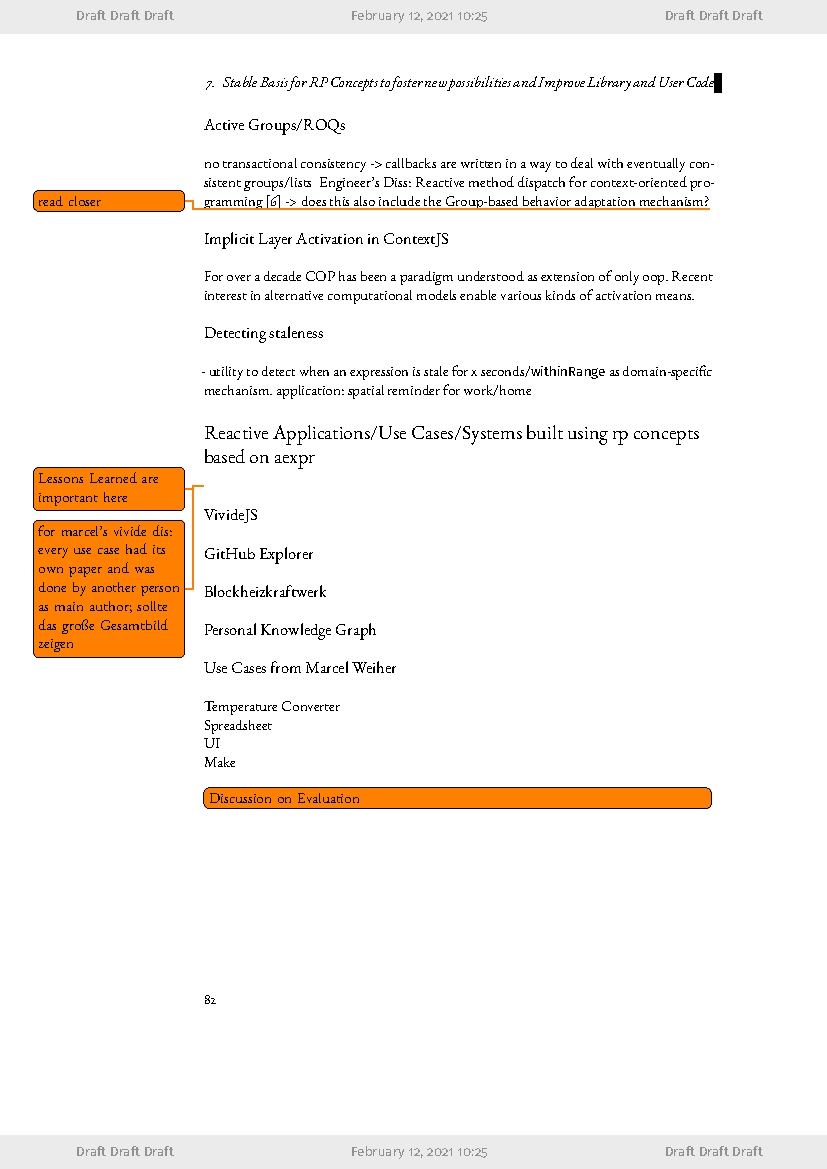 Draft Draft Draft February 12, 2021 10:25 Draft Draft Draft
7. Stable Basis for RP Concepts to foster new possibilities and Improve Library and User Code
Active Groups/ROQs
no transactional consistency -> callbacks are written in a way to deal with eventually con-
sistent groups/lists Engineer's Diss: Reactive method dispatch for context-oriented pro-
read closer
gramming [6] -> does this also include the Group-based behavior adaptation mechanism?
Implicit Layer Activation in ContextJS
For over a decade COP has been a paradigm understood as extension of only oop. Recent
interest in alternative computational models enable various kinds of activation means.
Detecting staleness
- utility to detect when an expression is stale for x seconds/withinRange as domain-specific
mechanism. application: spatial reminder for work/home
Reactive Applications/Use Cases/Systems built using rp concepts
based on aexpr
Lessons Learned are
important here
for marcel's vivide dis:
every use case had its
own paper and was
done by another person
as main author; sollte
das große Gesamtbild
zeigen
VivideJS
GitHub Explorer
Blockheizkraftwerk
Personal Knowledge Graph
Use Cases from Marcel Weiher
Temperature Converter
Spreadsheet
UI
Make
Discussion on Evaluation
82
Draft Draft Draft February 12, 2021 10:25 Draft Draft Draft